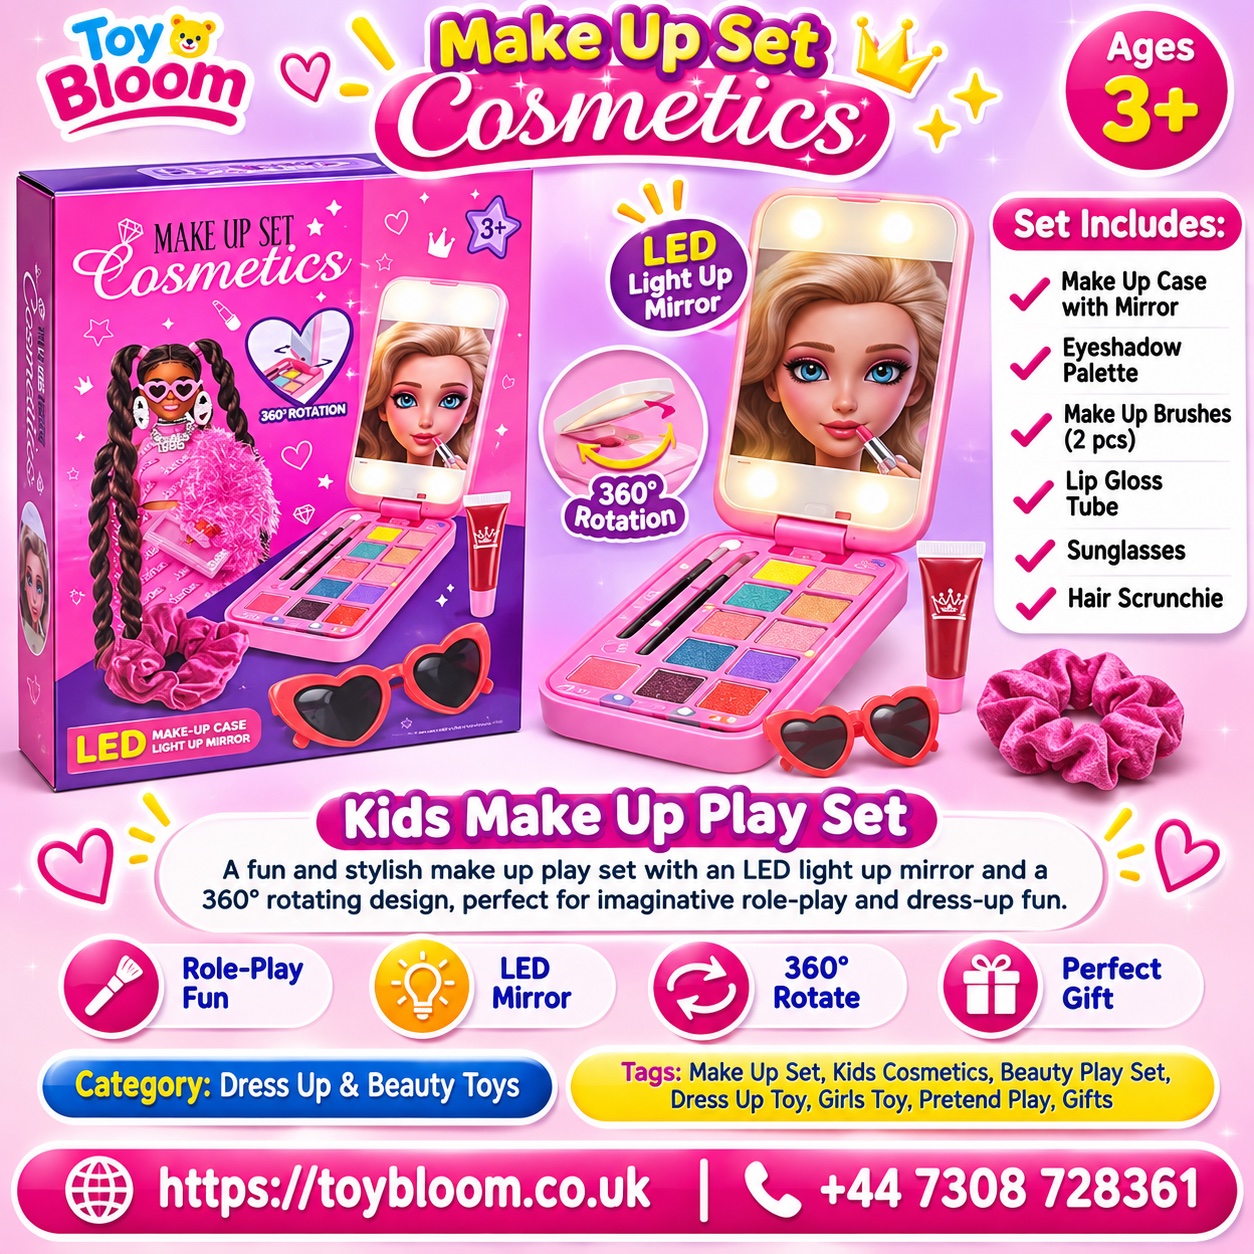 Toy
Bloom
Make Up Set
Cosmetics
Ages
3+
MAKE UP SET
Cosmetics
3+
360° ROTATION
LED
MAKE-UP CASE
LIGHT UP MIRROR
Cosmetics
LED
Light Up
Mirror
360°
Rotation
Set Includes:
Make Up Case
with Mirror
Eyeshadow
Palette
Make Up Brushes
(2 pcs)
Lip Gloss
Tube
Sunglasses
Hair Scrunchie
Kids Make Up Play Set
A fun and stylish make up play set with an LED light up mirror and a
360° rotating design, perfect for imaginative role-play and dress-up fun.
Role-Play
Fun
LED
Mirror
360°
Rotate
Perfect
Gift
Category: Dress Up & Beauty Toys
Tags: Make Up Set, Kids Cosmetics, Beauty Play Set,
Dress Up Toy, Girls Toy, Pretend Play, Gifts
https://toybloom.co.uk | +44 7308 728361